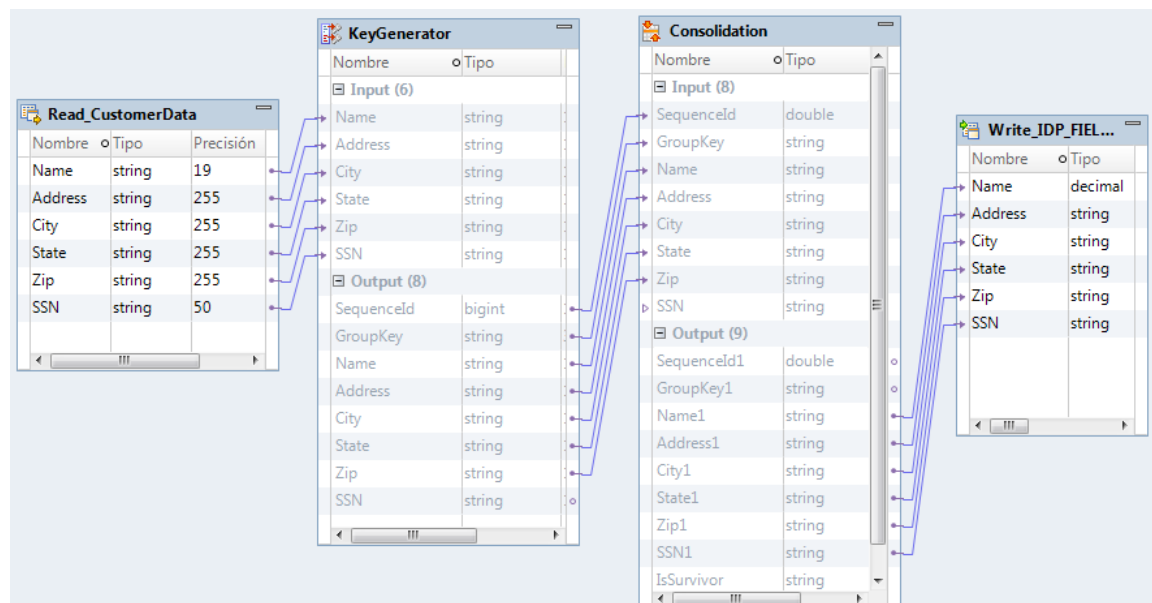 Read_CustomerData
Nombre Tipo Precisión
Name string 19
Address string 255
City string 255
State string 255
Zip string 255
SSN string 50
KeyGenerator
Nombre Tipo
Input (6)
Name string
Address string
City string
State string
Zip string
SSN string
Output (8)
SequenceId bigint
GroupKey string
Name string
Address string
City string
State string
Zip string
SSN string
Consolidation
Nombre Tipo
Input (8)
SequenceId double
GroupKey string
Name string
Address string
City string
State string
Zip string
SSN string
Output (9)
SequenceId1 double
GroupKey1 string
Name1 string
Address1 string
City1 string
State1 string
Zip1 string
SSN1 string
IsSurvivor string
Write_IDP_FIEL...
Nombre Tipo
Name decimal
Address string
City string
State string
Zip string
SSN string